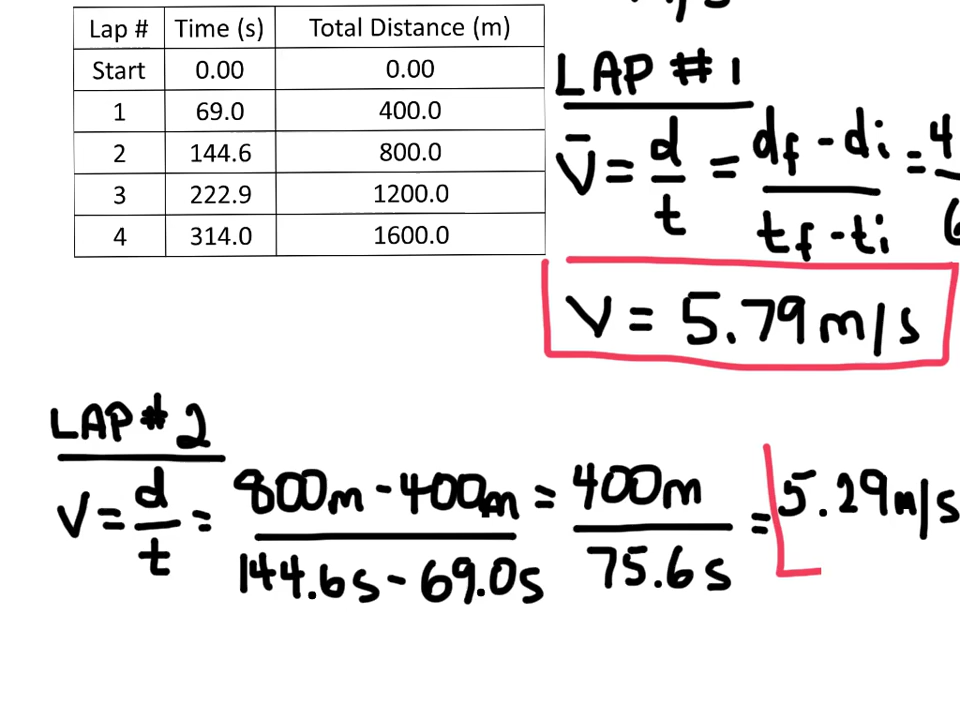 Lap # Time (s) Total Distance (m)
Start 0.00 0.00
1 69.0 400.0
2 144.6 800.0
3 222.9 1200.0
4 314.0 1600.0
LAP #1
v̄ = d/t = df - di / tf - ti = 4
V = 5.79 m/s
LAP #2
V = d/t = 800m - 400m / 144.6s - 69.0s = 400m / 75.6s = 5.29m/s